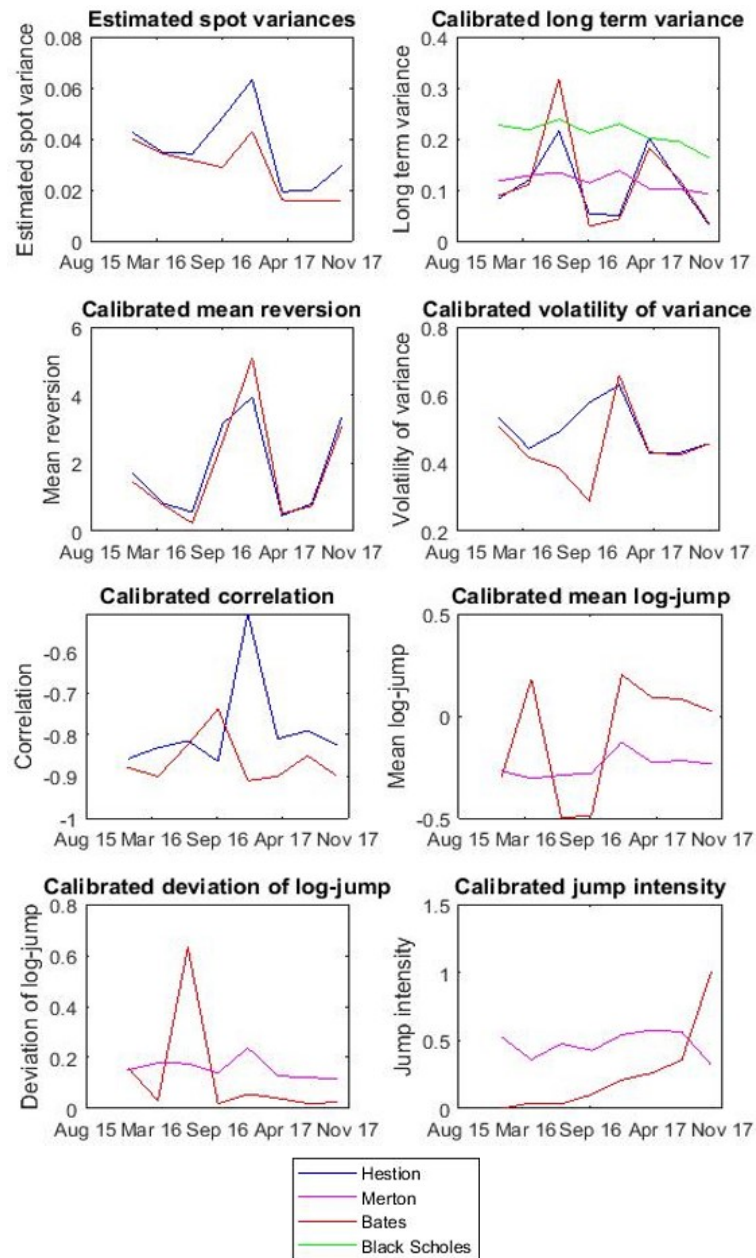 Estimated spot variances
Estimated spot variance
0.08
0.06
0.04
0.02
0
Aug 15 Mar 16 Sep 16 Apr 17 Nov 17
Calibrated long term variance
Long term variance
0.4
0.3
0.2
0.1
0
Aug 15 Mar 16 Sep 16 Apr 17 Nov 17
Calibrated mean reversion
Mean reversion
6
4
2
0
Aug 15 Mar 16 Sep 16 Apr 17 Nov 17
Calibrated volatility of variance
Volatility of variance
0.8
0.6
0.4
0.2
Aug 15 Mar 16 Sep 16 Apr 17 Nov 17
Calibrated correlation
Correlation
-0.6
-0.7
-0.8
-0.9
-1
Aug 15 Mar 16 Sep 16 Apr 17 Nov 17
Calibrated mean log-jump
Mean log-jump
0.5
0
-0.5
Aug 15 Mar 16 Sep 16 Apr 17 Nov 17
Calibrated deviation of log-jump
Deviation of log-jump
0.8
0.6
0.4
0.2
0
Aug 15 Mar 16 Sep 16 Apr 17 Nov 17
Calibrated jump intensity
Jump intensity
1.5
1
0.5
0
Aug 15 Mar 16 Sep 16 Apr 17 Nov 17
Hestion
Merton
Bates
Black Scholes